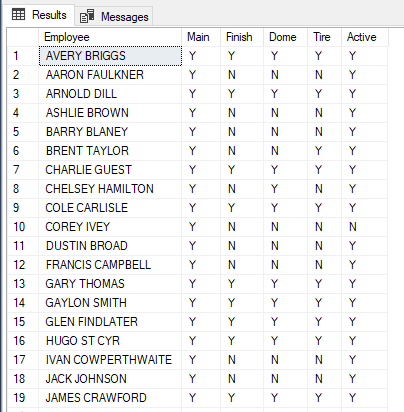 Results Messages
Employee Main Finish Dome Tire Active
1 AVERY BRIGGS Y Y Y Y Y
2 AARON FAULKNER Y N N N Y
3 ARNOLD DILL Y Y Y Y Y
4 ASHLIE BROWN Y N N N Y
5 BARRY BLANEY Y N N Y Y
6 BRENT TAYLOR Y N N Y Y
7 CHARLIE GUEST Y Y Y Y Y
8 CHELSEY HAMILTON Y N Y N Y
9 COLE CARLISLE Y Y Y Y Y
10 COREY IVEY Y N N N N
11 DUSTIN BROAD Y N N N Y
12 FRANCIS CAMPBELL Y N N N Y
13 GARY THOMAS Y Y Y Y Y
14 GAYLON SMITH Y Y Y Y Y
15 GLEN FINDLATER Y Y Y Y Y
16 HUGO ST CYR Y Y Y Y Y
17 IVAN COWPERTHWAITE Y N N N Y
18 JACK JOHNSON Y N N N Y
19 JAMES CRAWFORD Y Y Y Y Y